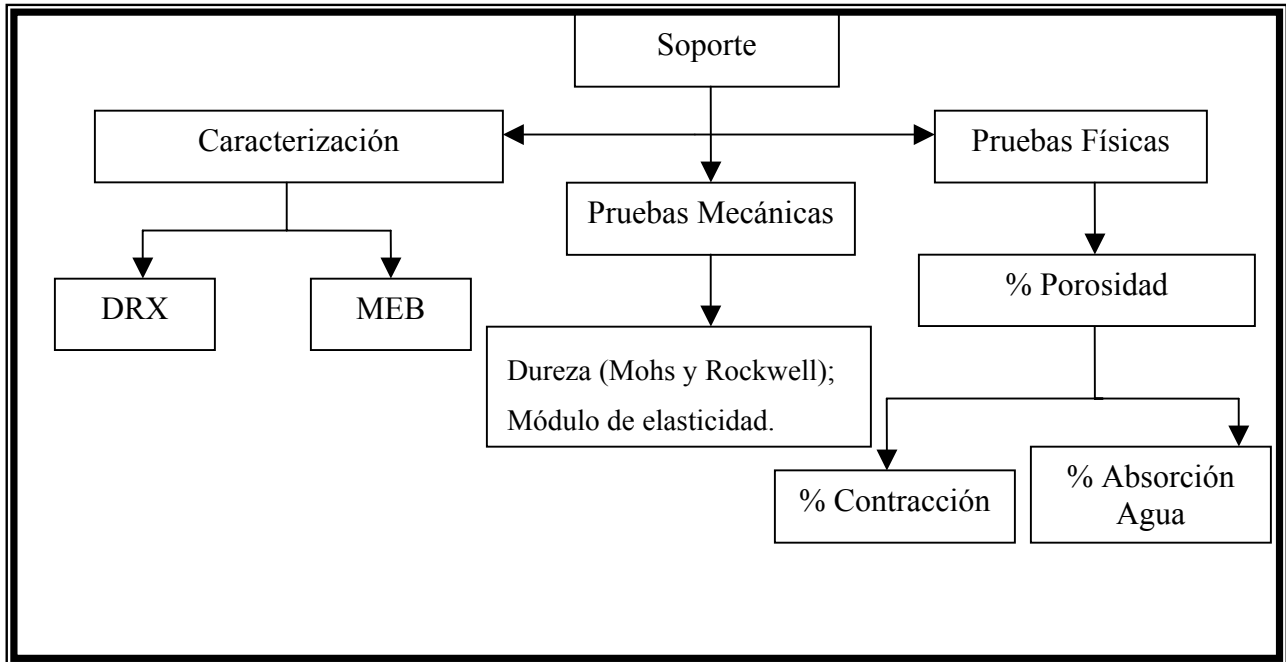 Soporte
Caracterización
Pruebas Físicas
Pruebas Mecánicas
% Porosidad
DRX
MEB
Dureza (Mohs y Rockwell);
Módulo de elasticidad.
% Contracción
% Absorción
Agua